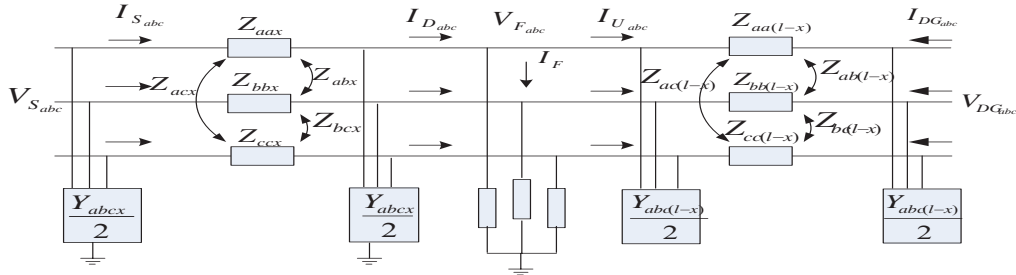 I_{S_{abc}}
Z_{aax}
I_{D_{abc}}
V_{F_{abc}}
I_{U_{abc}}
Z_{aa(l-x)}
I_{DG_{abc}}
V_{S_{abc}}
Z_{acx}
Z_{bbx}
Z_{abx}
I_F
Z_{ac(l-x)}
Z_{bb(l-x)}
Z_{ab(l-x)}
V_{DG_{abc}}
Z_{ccx}
Z_{bcx}
Z_{cc(l-x)}
Z_{bc(l-x)}
Y_{abcx}
2
Y_{abcx}
2
Y_{abc(l-x)}
2
Y_{abc(l-x)}
2